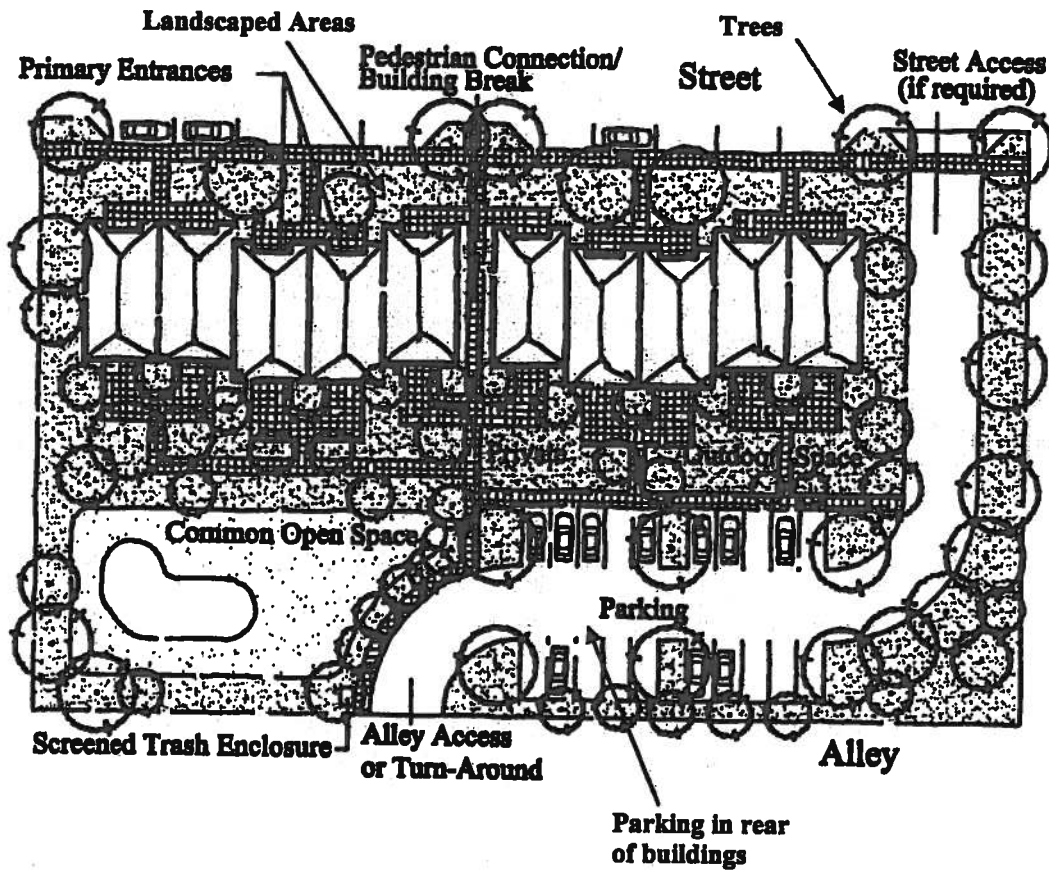 Landscaped Areas
Primary Entrances
Pedestrian Connection/
Building Break
Street
Trees
Street Access
(if required)
Private Outdoor Space
Common Open Space
Parking
Screened Trash Enclosure
Alley Access
or Turn-Around
Alley
Parking in rear
of buildings